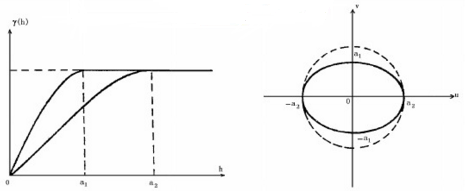 γ(h)
0
a₁
a₂
h
v
a₁
-a₂
0
a₂
u
-a₁